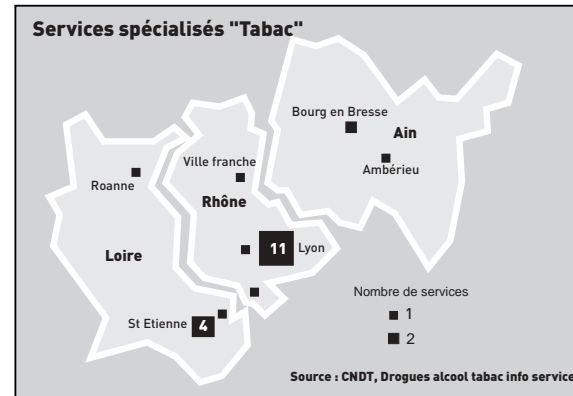 Services spécialisés "Tabac"
Bourg en Bresse
Ain
Ambérieu
Ville franche
Roanne
Rhône
11 Lyon
Loire
St Etienne 4
Nombre de services
1
2
Source : CNDT, Drogues alcool tabac info service